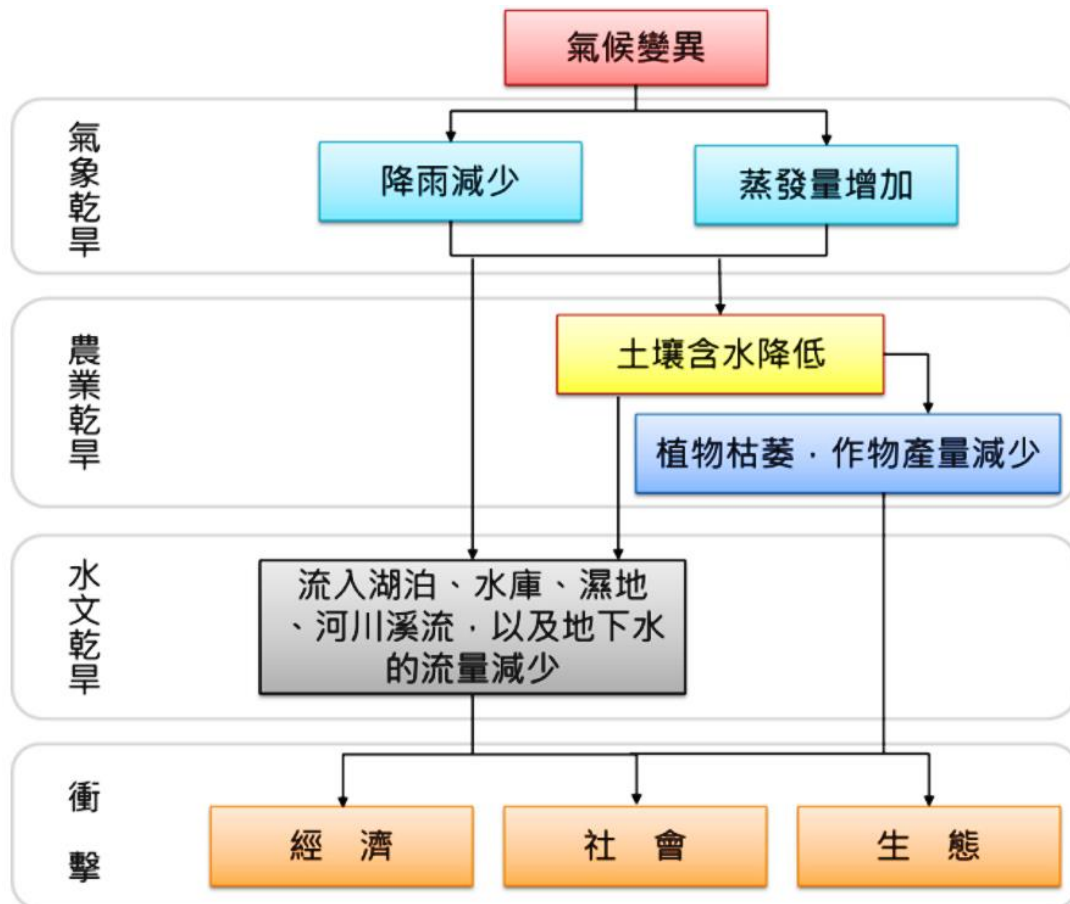 氣候變異
氣象乾旱
降雨減少
蒸發量增加
農業乾旱
土壤含水降低
植物枯萎，作物產量減少
水文乾旱
流入湖泊、水庫、濕地
、河川溪流，以及地下水
的流量減少
衝擊
經 濟
社 會
生 態